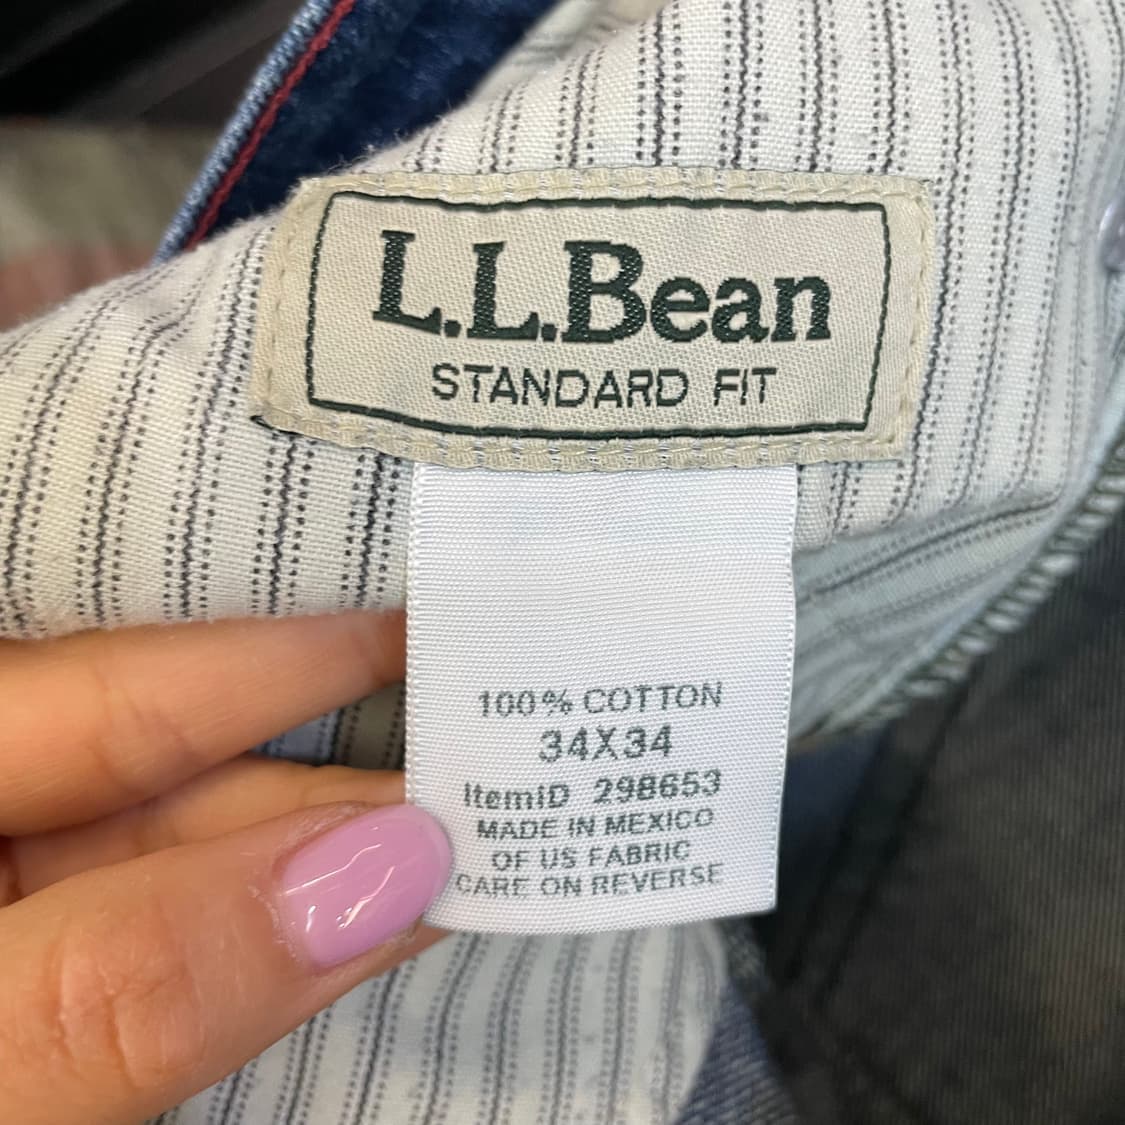 L.L.Bean
STANDARD FIT
100% COTTON
34X34
ItemID 298653
MADE IN MEXICO
OF US FABRIC
CARE ON REVERSE